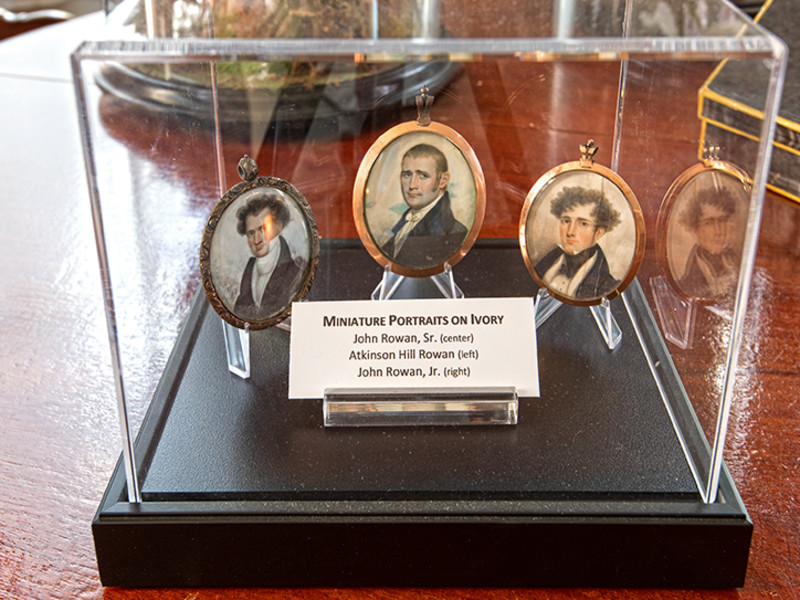 MINIATURE PORTRAITS ON IVORY
John Rowan, Sr. (center)
Atkinson Hill Rowan (left)
John Rowan, Jr. (right)